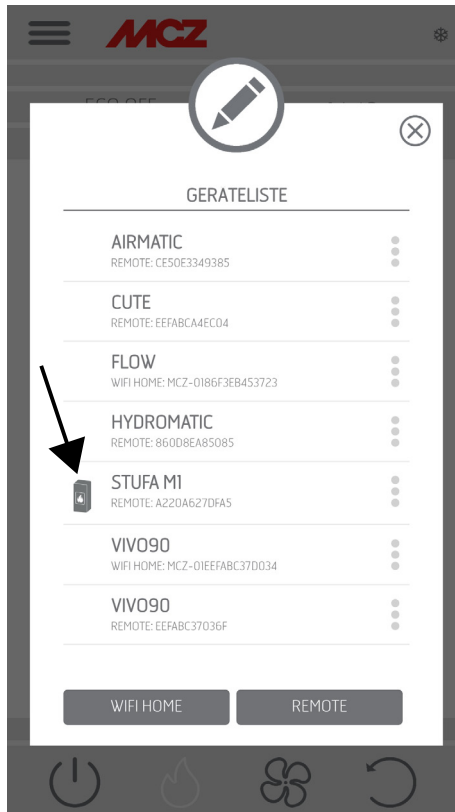 MCZ
GERÄTELISTE
AIRMATIC
REMOTE: CE50E3349385
CUTE
REMOTE: EEFABCA4EC04
FLOW
WIFI HOME: MCZ-0186F3EB453723
HYDROMATIC
REMOTE: 860D8EA85085
STUFA M1
REMOTE: A220A627DFA5
VIVO90
WIFI HOME: MCZ-01EEFABC37D034
VIVO90
REMOTE: EEFABC37036F
WIFI HOME
REMOTE